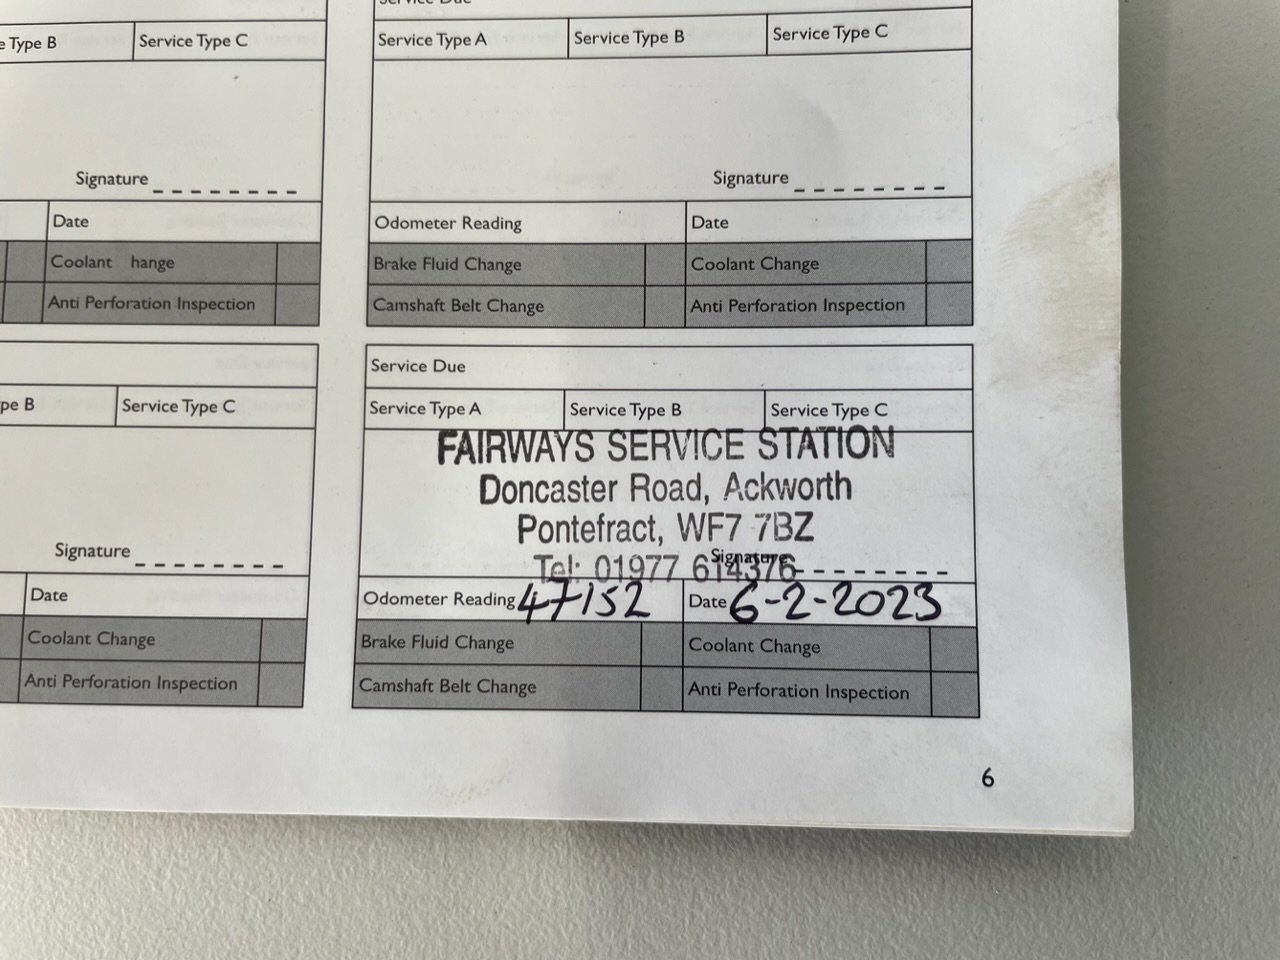 Service Due
e Type B Service Type C
Service Type A Service Type B Service Type C
Signature
Signature
Date
Odometer Reading Date
Coolant hange
Brake Fluid Change Coolant Change
Anti Perforation Inspection
Camshaft Belt Change Anti Perforation Inspection
Service Due
pe B Service Type C
Service Type A Service Type B Service Type C
FAIRWAYS SERVICE STATION
Doncaster Road, Ackworth
Pontefract, WF7 7BZ
Tel: 01977 614376
Signature
Signature
Date
Odometer Reading 47152 Date 6-2-2023
Coolant Change
Brake Fluid Change Coolant Change
Anti Perforation Inspection
Camshaft Belt Change Anti Perforation Inspection
6